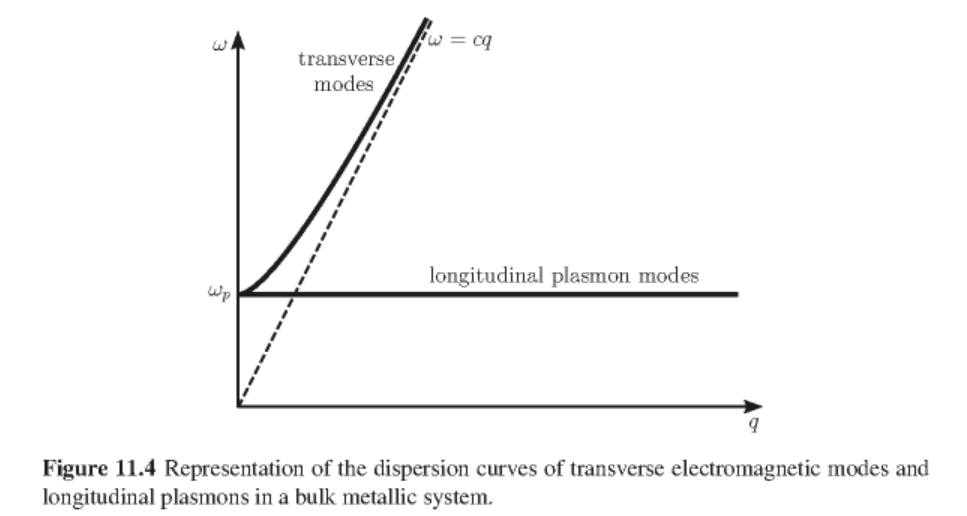 ω
ω = cq
transverse
modes
longitudinal plasmon modes
ωp
q
Figure 11.4 Representation of the dispersion curves of transverse electromagnetic modes and
longitudinal plasmons in a bulk metallic system.